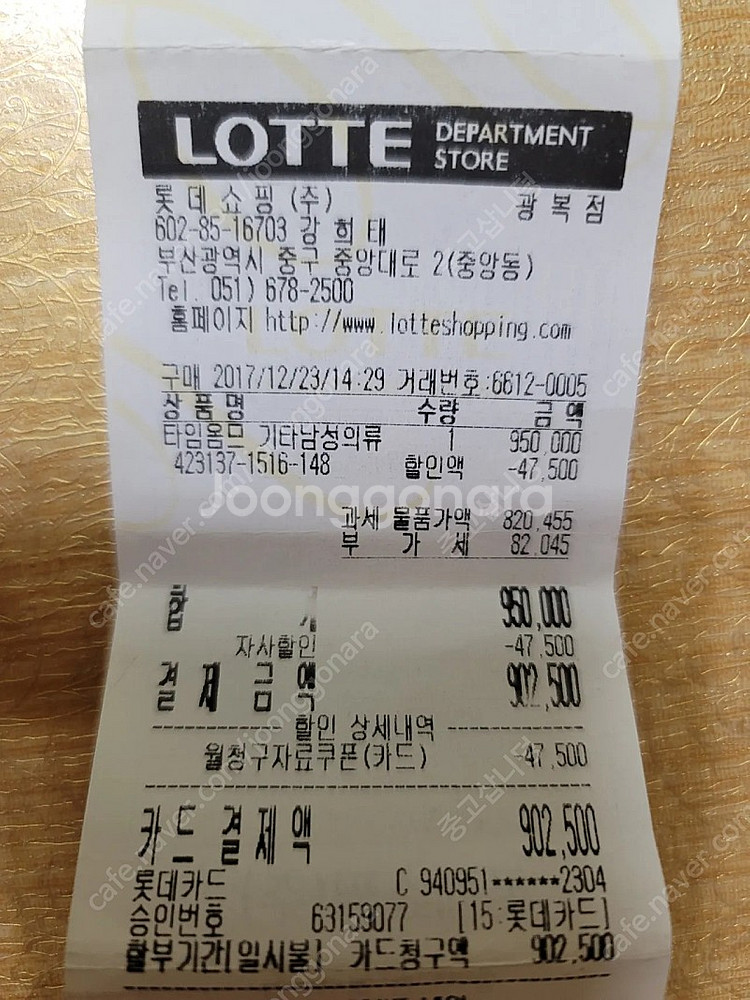 LOTTE DEPARTMENT STORE
롯데쇼핑(주) 광복점
602-85-16703 강희태
부산광역시 중구 중앙대로 2(중앙동)
Tel. 051) 678-2500
홈페이지 http://www.lotteshopping.com
구매 2017/12/23/14:29 거래번호:6612-0005
상품명 수량 금액
타임옴므 기타남성의류 1 950,000
423137-1516-148 할인액 -47,500
Joonggonara
과세 물품가액 820,455
부 가 세 82,045
합 계 950,000
자사할인 -47,500
결제금액 902,500
할인 상세내역
월청구자료쿠폰(카드) -47,500
카드결제액 902,500
롯데카드 C 940951******2304
승인번호 63159077 [15:롯데카드]
할부기간[일시불] 카드청구액 902,500
cafe.naver.com/joonggonara